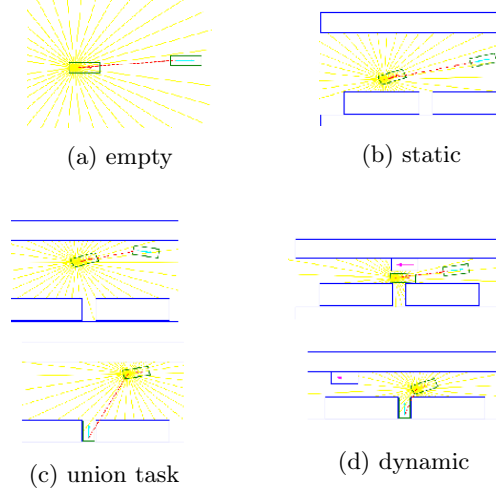 (a) empty
(b) static
(c) union task
(d) dynamic